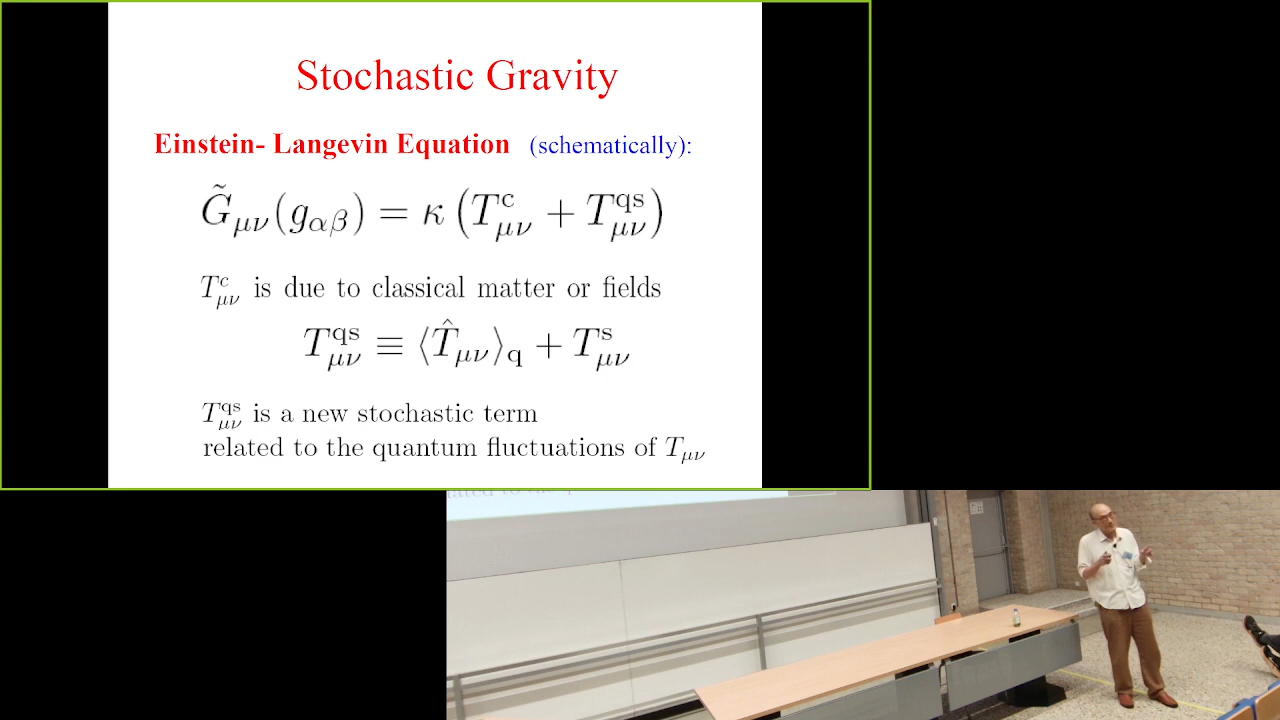 Stochastic Gravity
Einstein- Langevin Equation (schematically):
G̃_μν(g_αβ) = κ (T^c_μν + T^qs_μν)
T^c_μν is due to classical matter or fields
T^qs_μν ≡ ⟨T̂_μν⟩_q + T^s_μν
T^qs_μν is a new stochastic term
related to the quantum fluctuations of T_μν